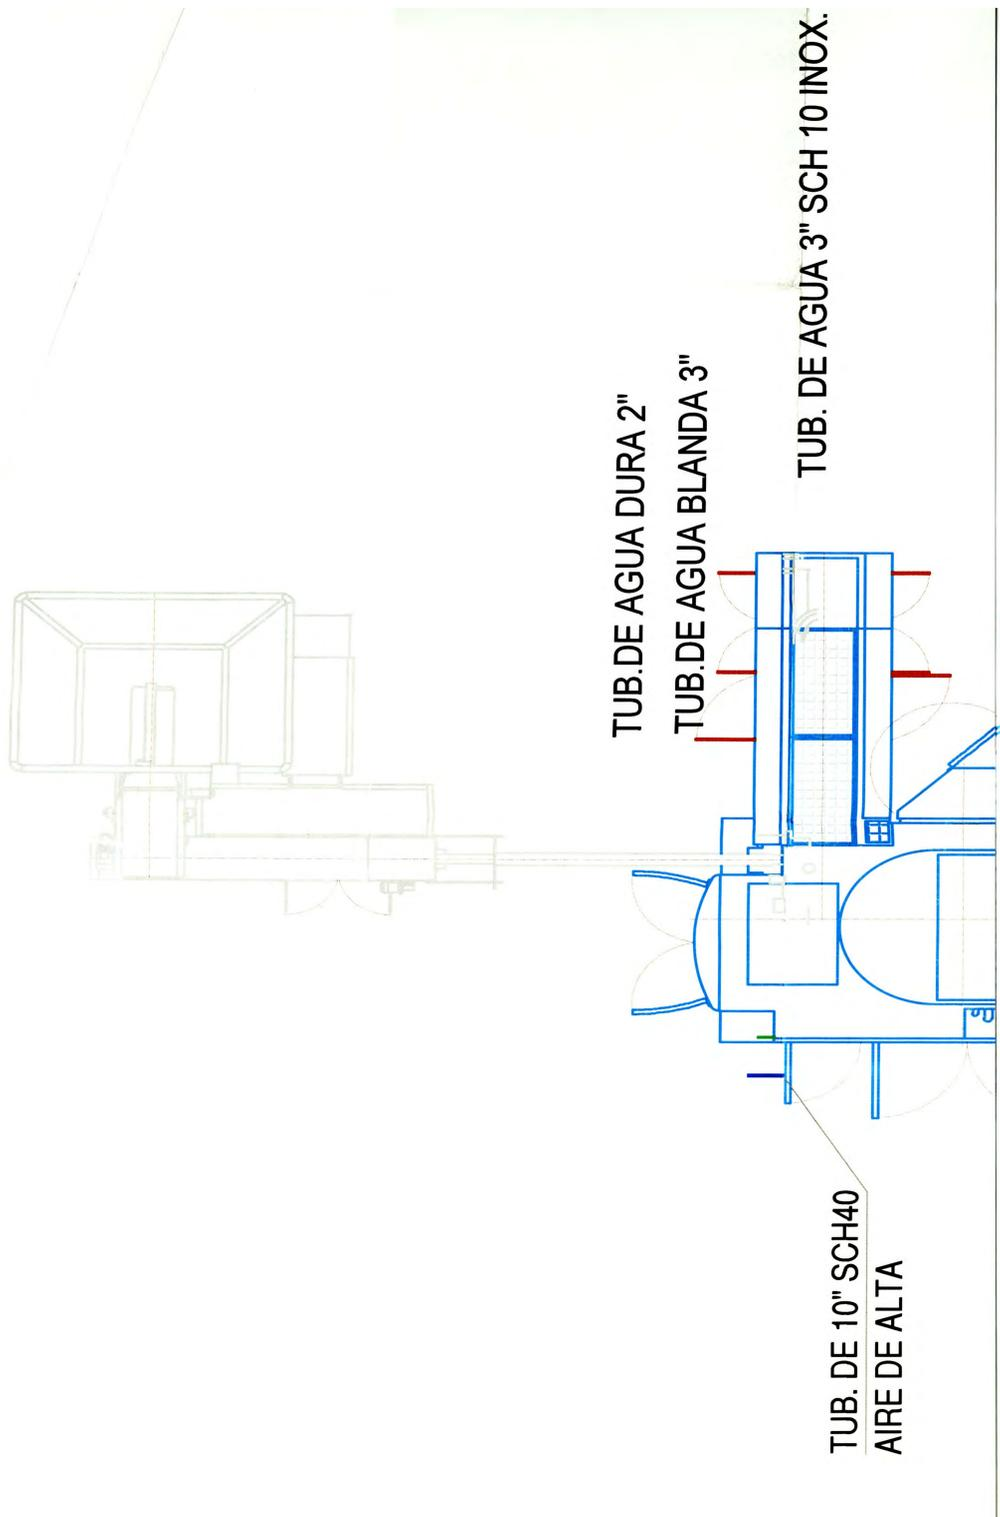 TUB.DE AGUA DURA 2"
TUB.DE AGUA BLANDA 3"
TUB. DE AGUA 3" SCH 10 INOX.
TUB. DE 10" SCH40
AIRE DE ALTA